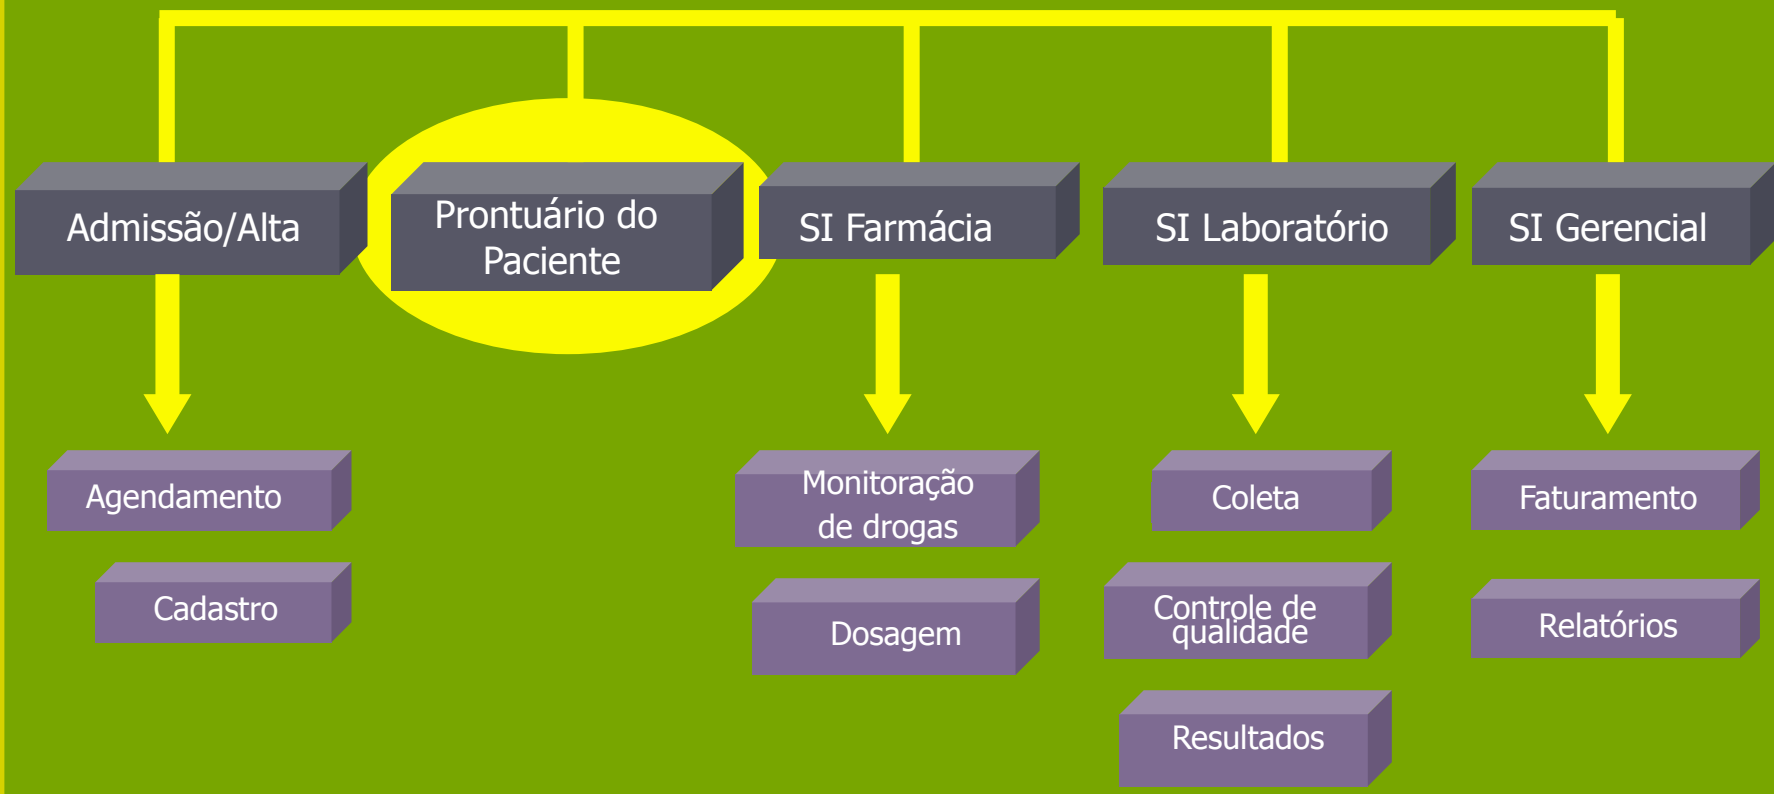 Admissão/Alta
Prontuário do
Paciente
SI Farmácia
SI Laboratório
SI Gerencial
Agendamento
Cadastro
Monitoração
de drogas
Dosagem
Coleta
Controle de
qualidade
Resultados
Faturamento
Relatórios